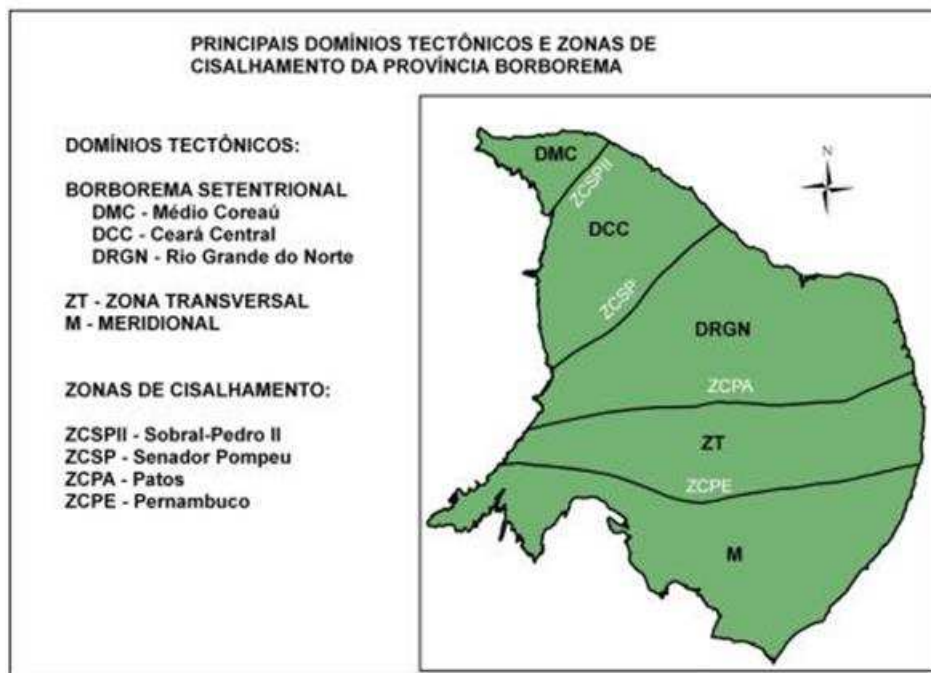 PRINCIPAIS DOMÍNIOS TECTÔNICOS E ZONAS DE
CISALHAMENTO DA PROVÍNCIA BORBOREMA
DOMÍNIOS TECTÔNICOS:
BORBOREMA SETENTRIONAL
DMC - Médio Coreaú
DCC - Ceará Central
DRGN - Rio Grande do Norte
ZT - ZONA TRANSVERSAL
M - MERIDIONAL
ZONAS DE CISALHAMENTO:
ZCSPII - Sobral-Pedro II
ZCSP - Senador Pompeu
ZCPA - Patos
ZCPE - Pernambuco
N
DMC
ZCSPII
DCC
ZCSP
DRGN
ZCPA
ZT
ZCPE
M